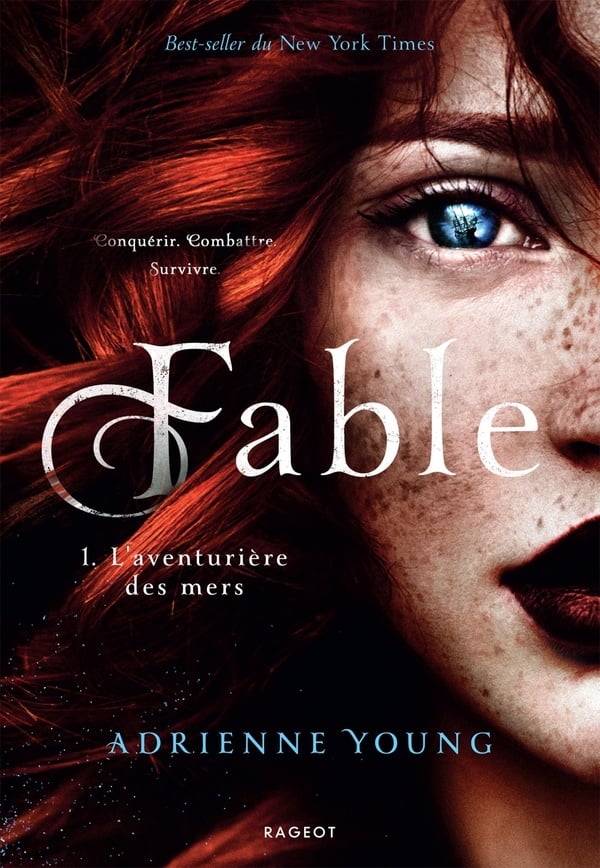 Best-seller du New York Times
Conquérir. Combattre.
Survivre.
Fable
1. L'aventurière
des mers
ADRIENNE YOUNG
RAGEOT